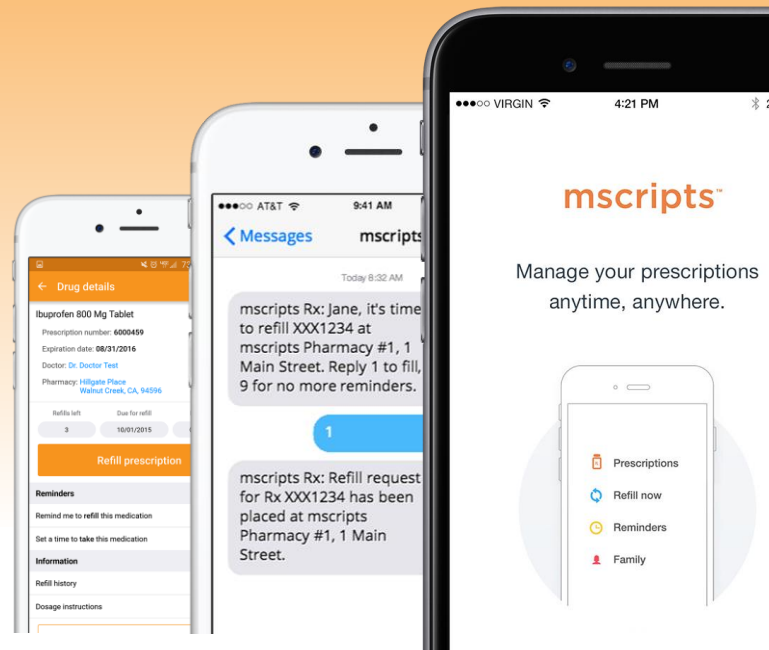 Drug details
Ibuprofen 800 Mg Tablet
Prescription number: 6000459
Expiration date: 08/31/2016
Doctor: Dr. Doctor Test
Pharmacy: Hillgate Place
Walnut Creek, CA, 94596
Refills left Due for refill
3 10/01/2015
Refill prescription
Reminders
Remind me to refill this medication
Set a time to take this medication
Information
Refill history
Dosage instructions
AT&T 9:41 AM
Messages mscripts
Today 8:32 AM
mscripts Rx: Jane, it's time
to refill XXX1234 at
mscripts Pharmacy #1, 1
Main Street. Reply 1 to fill,
9 for no more reminders.
1
mscripts Rx: Refill request
for Rx XXX1234 has been
placed at mscripts
Pharmacy #1, 1 Main
Street.
VIRGIN 4:21 PM
mscripts™
Manage your prescriptions
anytime, anywhere.
Prescriptions
Refill now
Reminders
Family